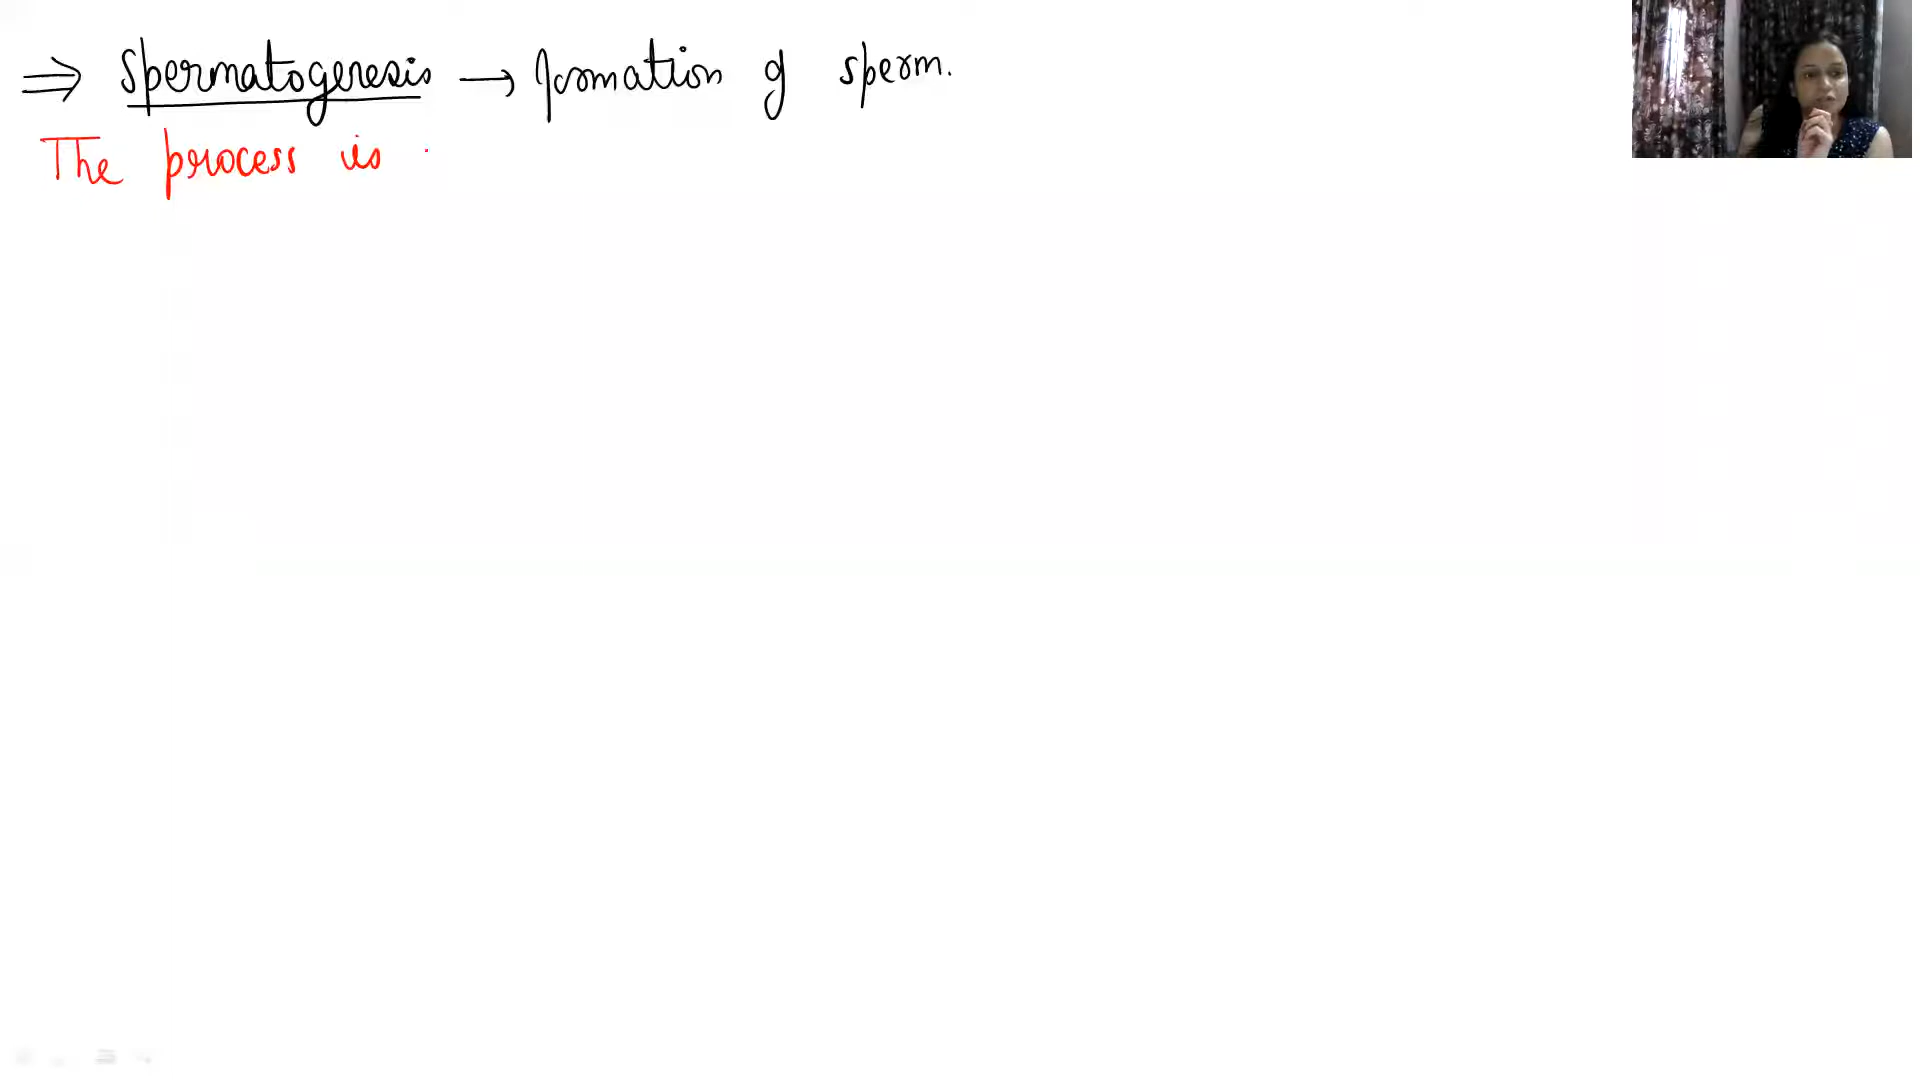 ⇒ Spermatogenesis → formation of sperm.
The process is